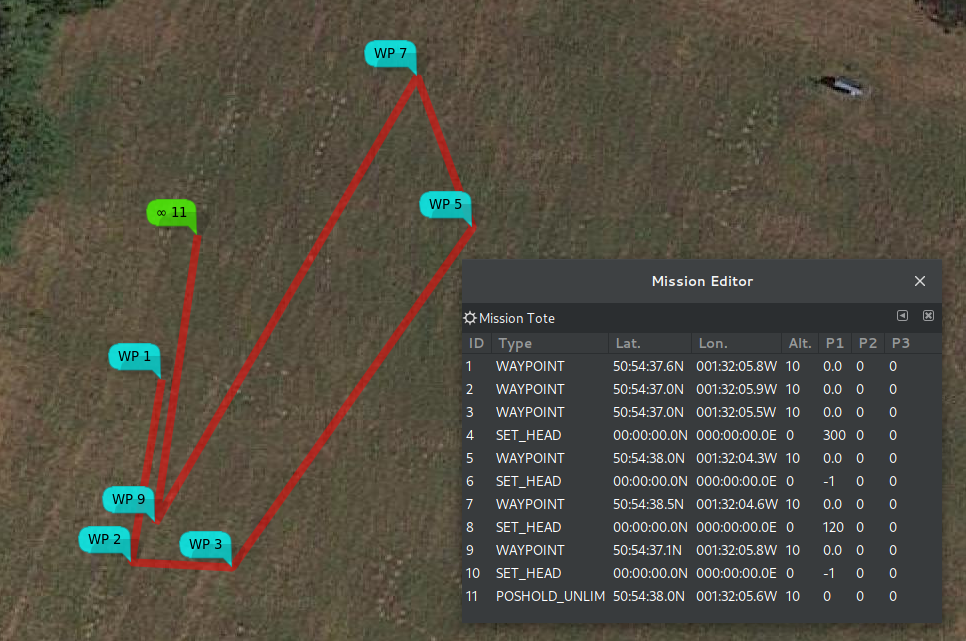 WP 7
WP 5
∞ 11
WP 1
WP 9
WP 2
WP 3
Mission Editor
Mission Tote
ID Type Lat. Lon. Alt. P1 P2 P3
1 WAYPOINT 50:54:37.6N 001:32:05.8W 10 0.0 0 0
2 WAYPOINT 50:54:37.0N 001:32:05.9W 10 0.0 0 0
3 WAYPOINT 50:54:37.0N 001:32:05.5W 10 0.0 0 0
4 SET_HEAD 00:00:00.0N 000:00:00.0E 0 300 0 0
5 WAYPOINT 50:54:38.0N 001:32:04.3W 10 0.0 0 0
6 SET_HEAD 00:00:00.0N 000:00:00.0E 0 -1 0 0
7 WAYPOINT 50:54:38.5N 001:32:04.6W 10 0.0 0 0
8 SET_HEAD 00:00:00.0N 000:00:00.0E 0 120 0 0
9 WAYPOINT 50:54:37.1N 001:32:05.8W 10 0.0 0 0
10 SET_HEAD 00:00:00.0N 000:00:00.0E 0 -1 0 0
11 POSHOLD_UNLIM 50:54:38.0N 001:32:05.6W 10 0 0 0